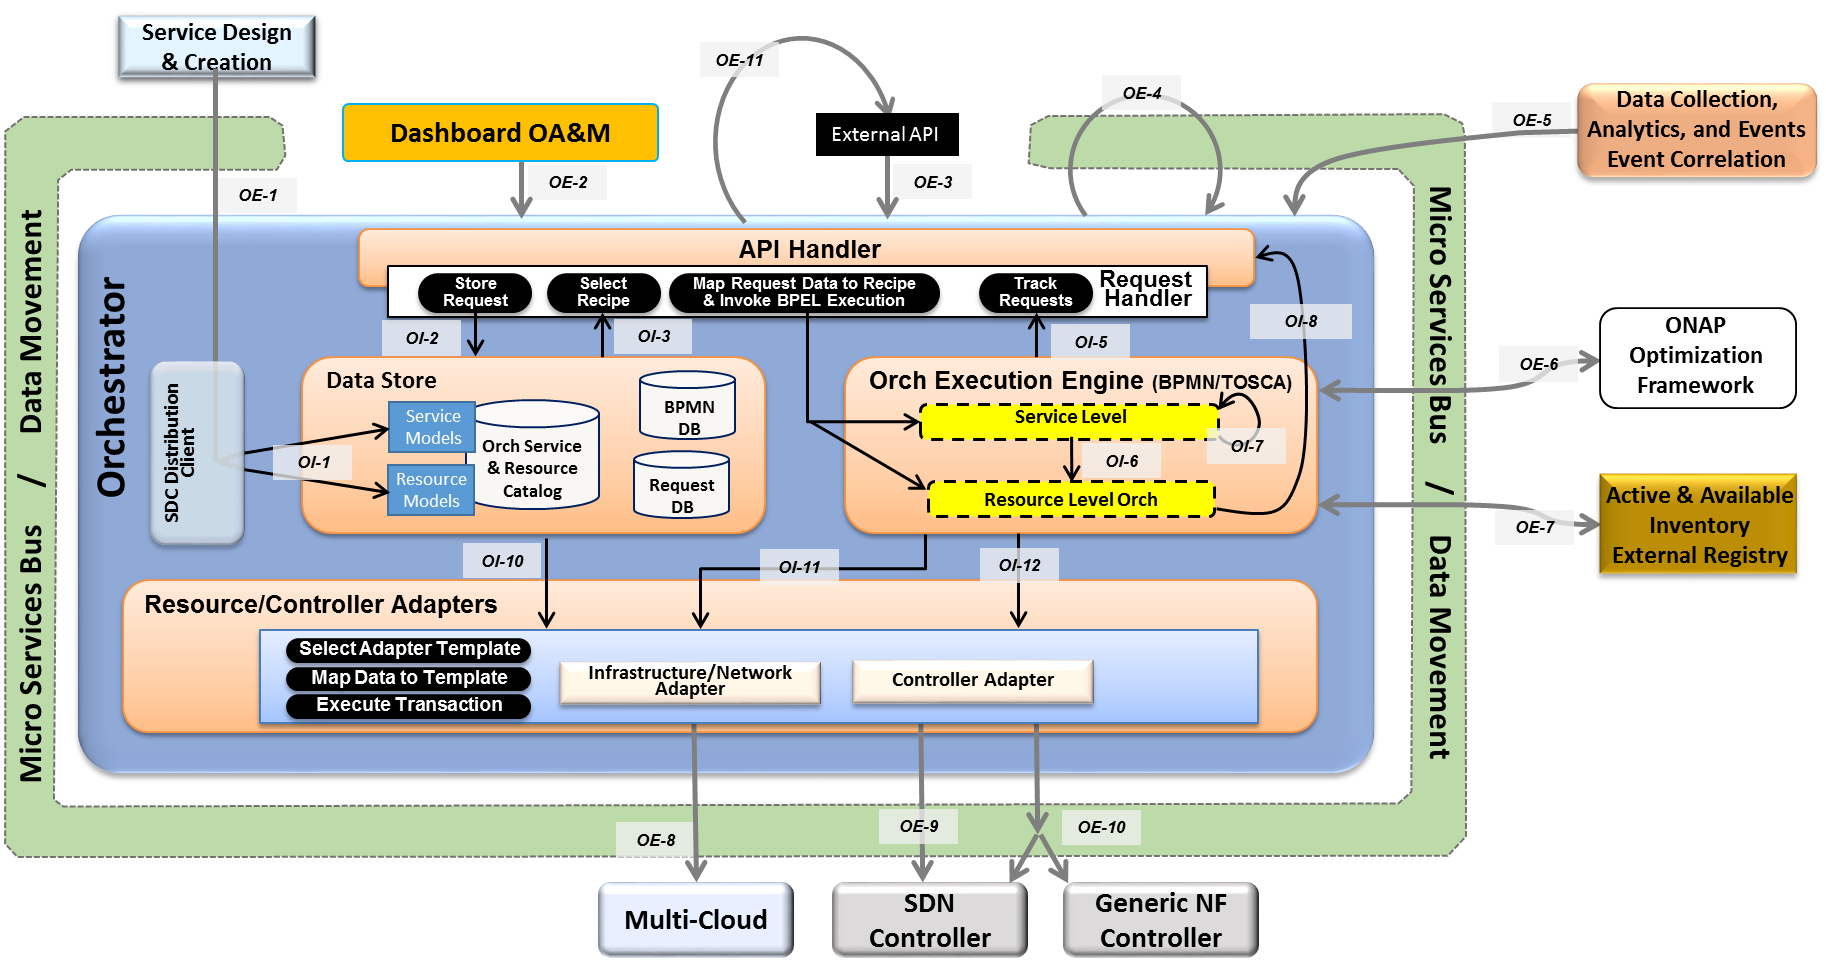 Service Design
& Creation
OE-11
OE-4
Data Collection,
Analytics, and Events
Event Correlation
OE-5
Dashboard OA&M
External API
OE-1
OE-2
OE-3
Micro Services Bus / Data Movement
Micro Services Bus / Data Movement
Orchestrator
API Handler
Request
Handler
Store
Request
Select
Recipe
Map Request Data to Recipe
& Invoke BPEL Execution
Track
Requests
OI-2
OI-3
OI-5
OI-8
SDC Distribution
Client
OI-1
Data Store
Service
Models
Resource
Models
Orch Service
& Resource
Catalog
BPMN
DB
Request
DB
Orch Execution Engine (BPMN/TOSCA)
Service Level
OI-7
OI-6
Resource Level Orch
OE-6
ONAP
Optimization
Framework
OE-7
Active & Available
Inventory
External Registry
OI-10
OI-11
OI-12
Resource/Controller Adapters
Select Adapter Template
Map Data to Template
Execute Transaction
Infrastructure/Network
Adapter
Controller Adapter
OE-8
OE-9
OE-10
Multi-Cloud
SDN
Controller
Generic NF
Controller